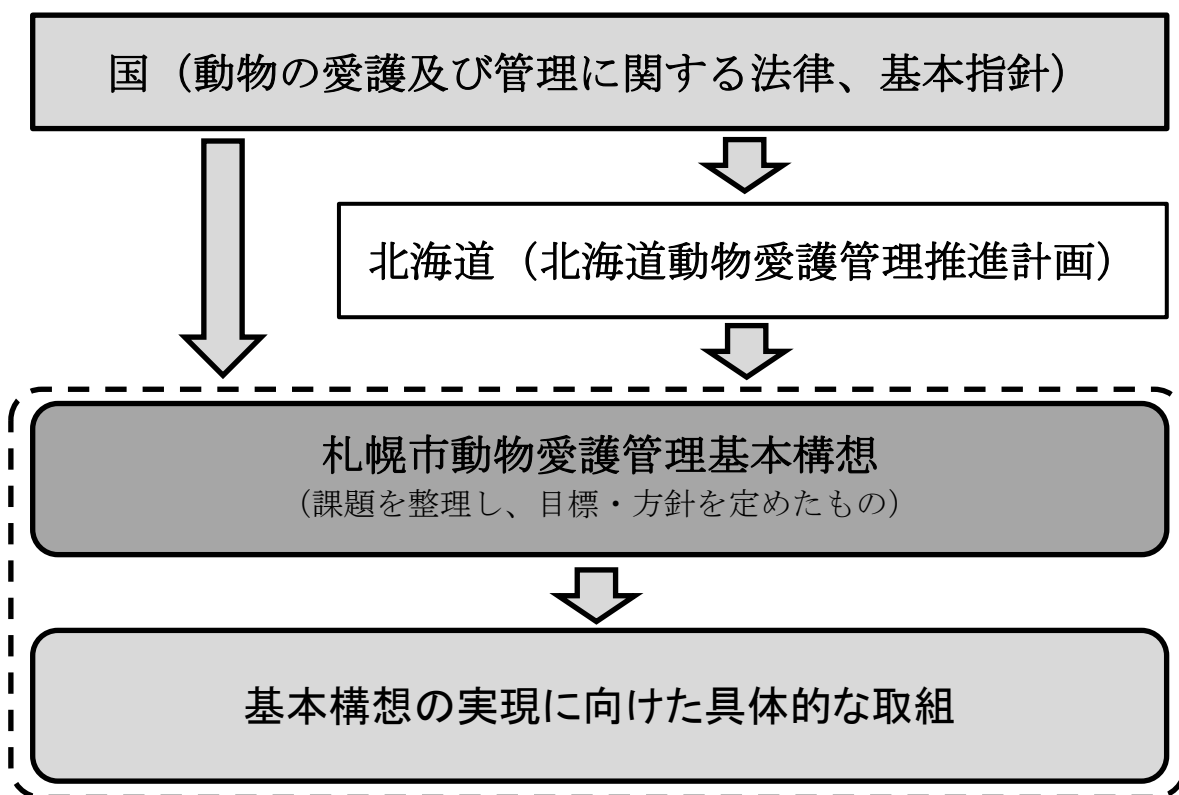 国（動物の愛護及び管理に関する法律、基本指針）
北海道（北海道動物愛護管理推進計画）
札幌市動物愛護管理基本構想
（課題を整理し、目標・方針を定めたもの）
基本構想の実現に向けた具体的な取組